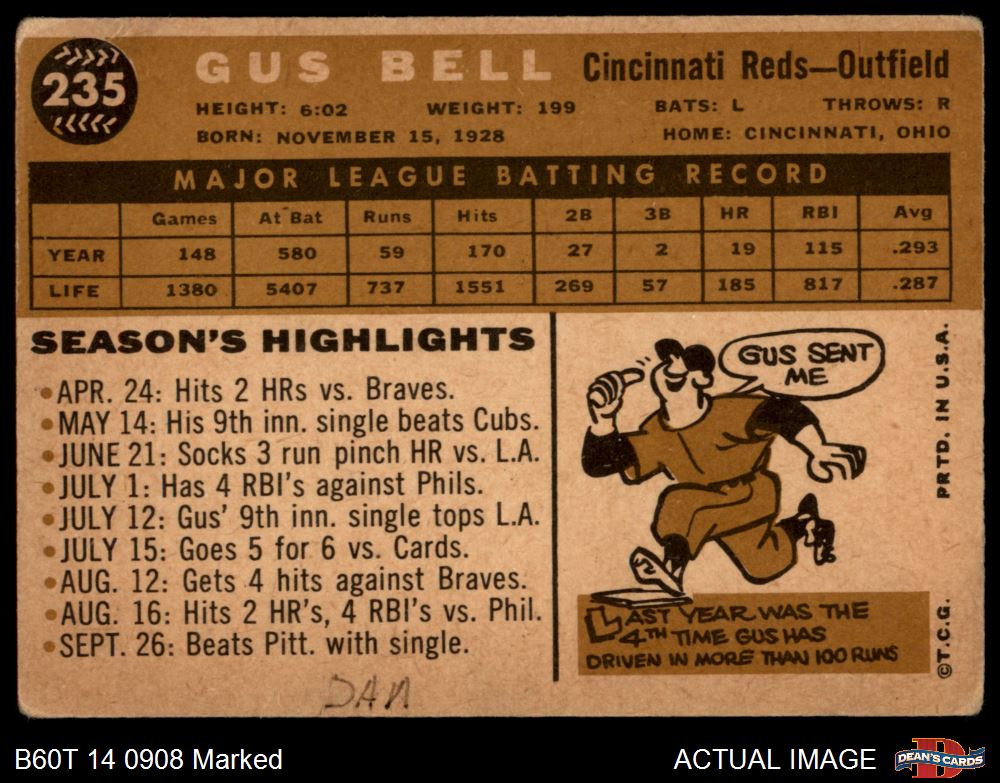 235
GUS BELL Cincinnati Reds—Outfield
HEIGHT: 6:02 WEIGHT: 199 BATS: L THROWS: R
BORN: NOVEMBER 15, 1928 HOME: CINCINNATI, OHIO
MAJOR LEAGUE BATTING RECORD
Games At Bat Runs Hits 2B 3B HR RBI Avg
YEAR 148 580 59 170 27 2 19 115 .293
LIFE 1380 5407 737 1551 269 57 185 817 .287
SEASON'S HIGHLIGHTS
•APR. 24: Hits 2 HRs vs. Braves.
•MAY 14: His 9th inn. single beats Cubs.
•JUNE 21: Socks 3 run pinch HR vs. L.A.
•JULY 1: Has 4 RBI's against Phils.
•JULY 12: Gus' 9th inn. single tops L.A.
•JULY 15: Goes 5 for 6 vs. Cards.
•AUG. 12: Gets 4 hits against Braves.
•AUG. 16: Hits 2 HR's, 4 RBI's vs. Phil.
•SEPT. 26: Beats Pitt. with single.
DAN
GUS SENT
ME
LAST YEAR WAS THE
4TH TIME GUS HAS
DRIVEN IN MORE THAN 100 RUNS
PRTD. IN U.S.A.
©T.C.G.
B60T 14 0908 Marked
ACTUAL IMAGE
D
DEAN'S CARDS